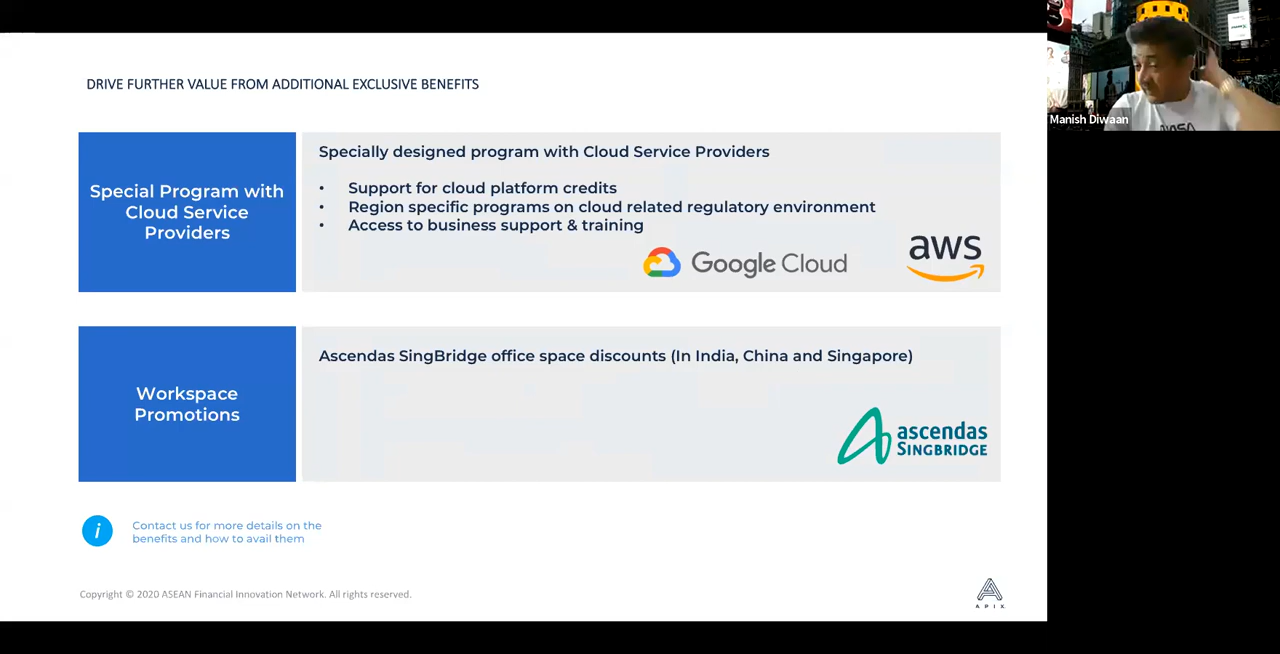 DRIVE FURTHER VALUE FROM ADDITIONAL EXCLUSIVE BENEFITS
Special Program with
Cloud Service
Providers
Specially designed program with Cloud Service Providers
• Support for cloud platform credits
• Region specific programs on cloud related regulatory environment
• Access to business support & training
Google Cloud
aws
Workspace
Promotions
Ascendas SingBridge office space discounts (In India, China and Singapore)
ascendas
SINGBRIDGE
i
Contact us for more details on the
benefits and how to avail them
Copyright © 2020 ASEAN Financial Innovation Network. All rights reserved.
APIX
Manish Diwaan
NASA